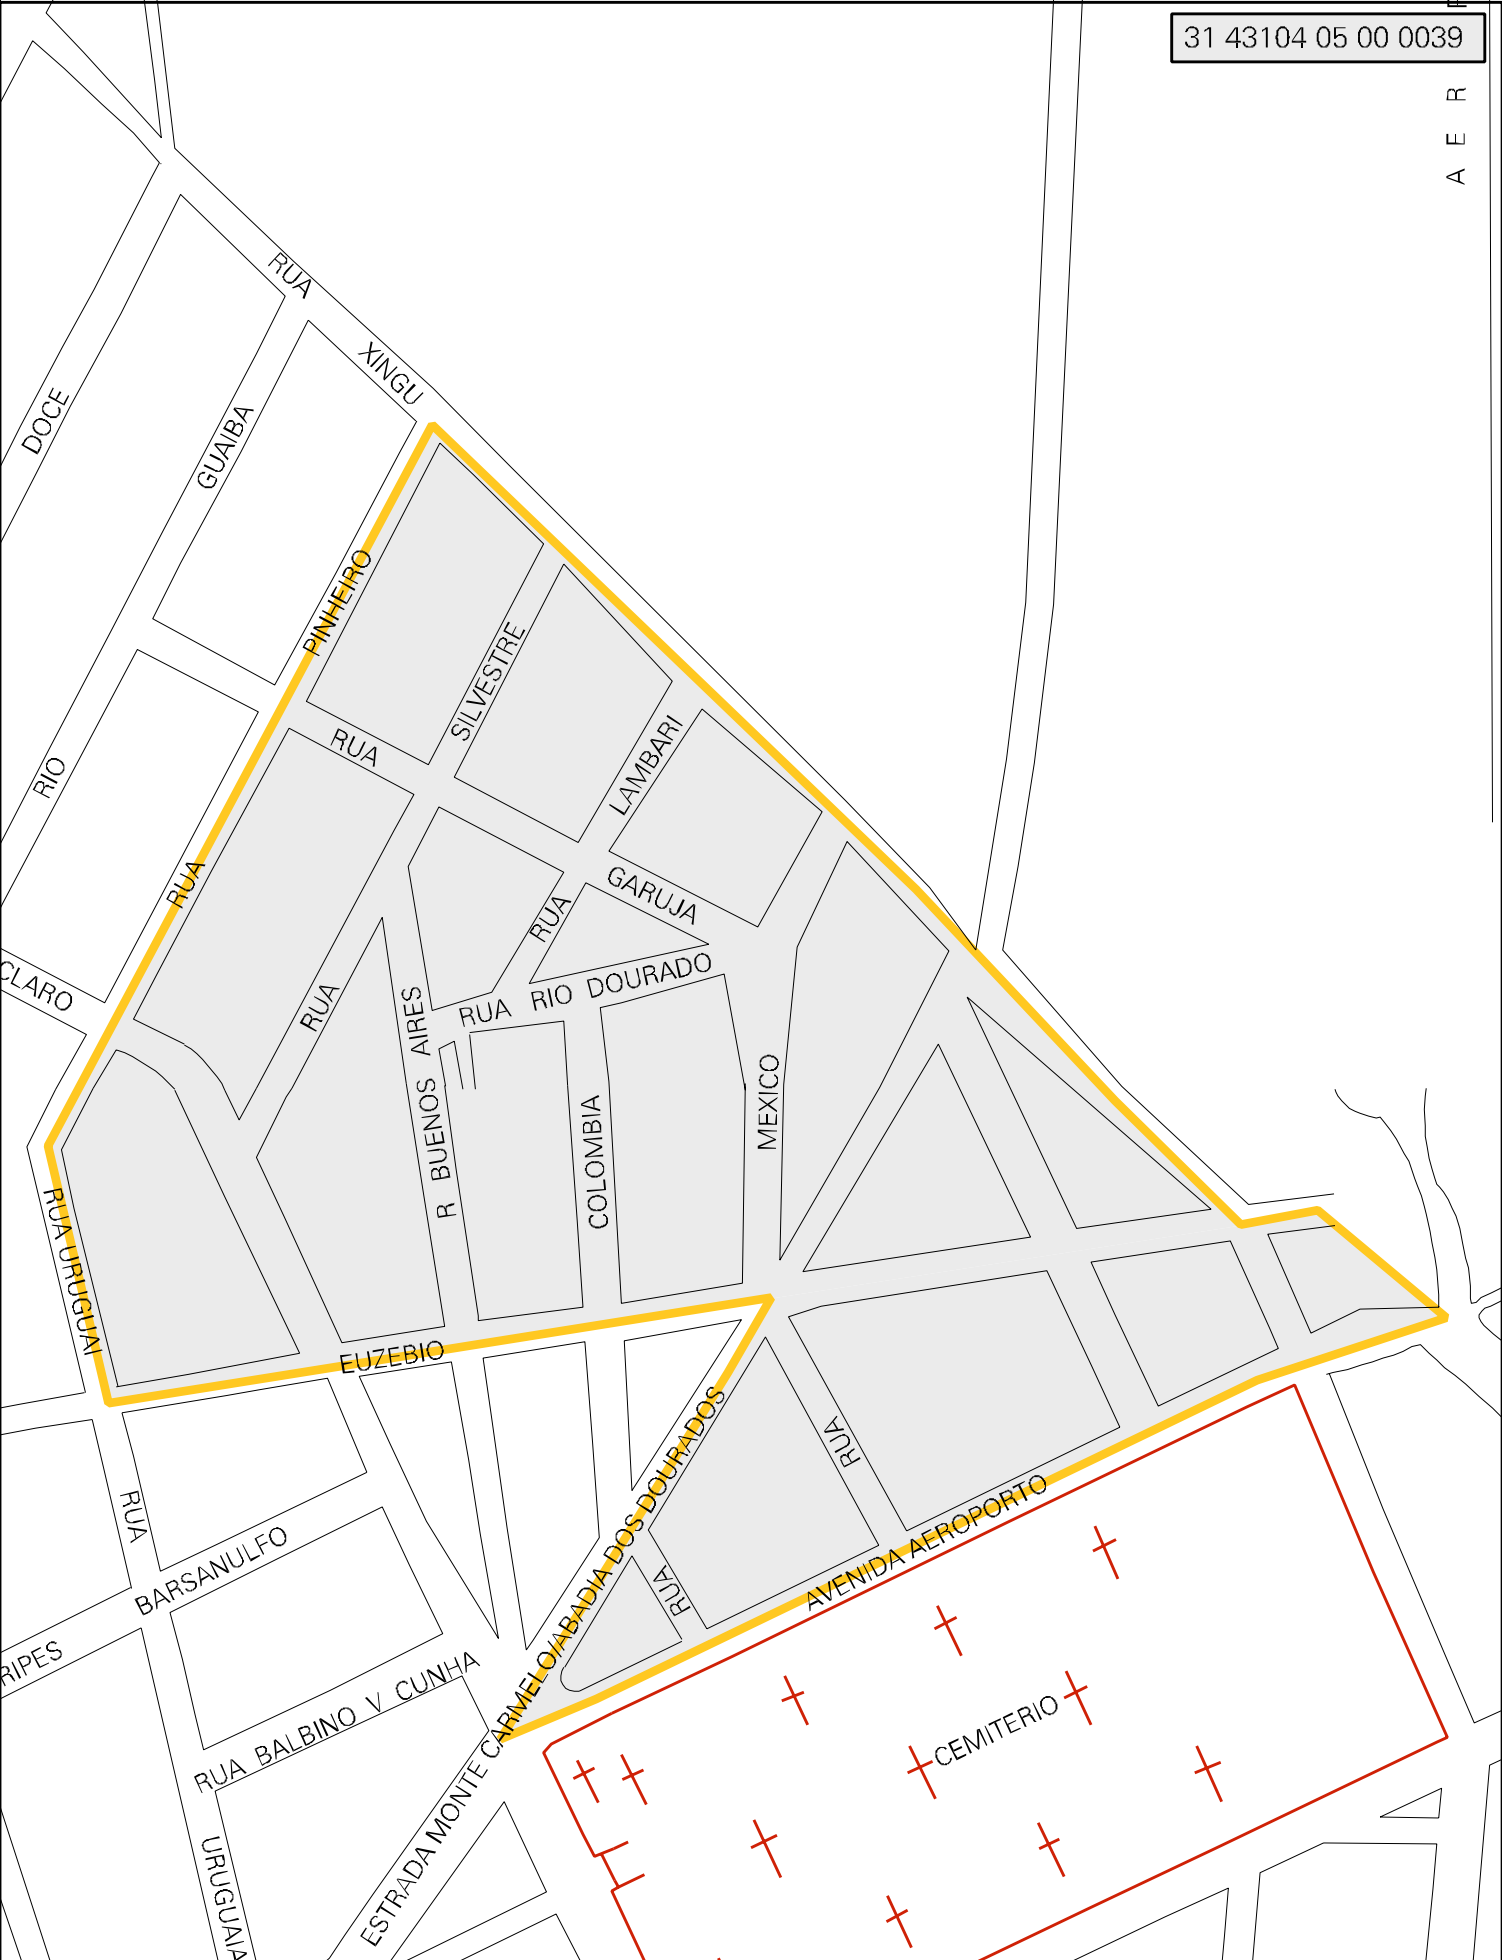 31 43104 05 00 0039
A E R
RUA XINGU
DOCE
GUAIBA
PINHEIRO
SILVESTRE
RUA
LAMBARI
RIO
RUA
GARUJA
RUA
CLARO
RUA
RUA RIO DOURADO
R BUENOS AIRES
COLOMBIA
MEXICO
RUA URUGUAI
EUZEBIO
RUA
RUA
BARSANULFO
RIPES
RUA
AVENIDA AEROPORTO
ESTRADA MONTE CARMELO/ABADIA DOS DOURADOS
RUA BALBINO V CUNHA
CEMITERIO
URUGUAIA